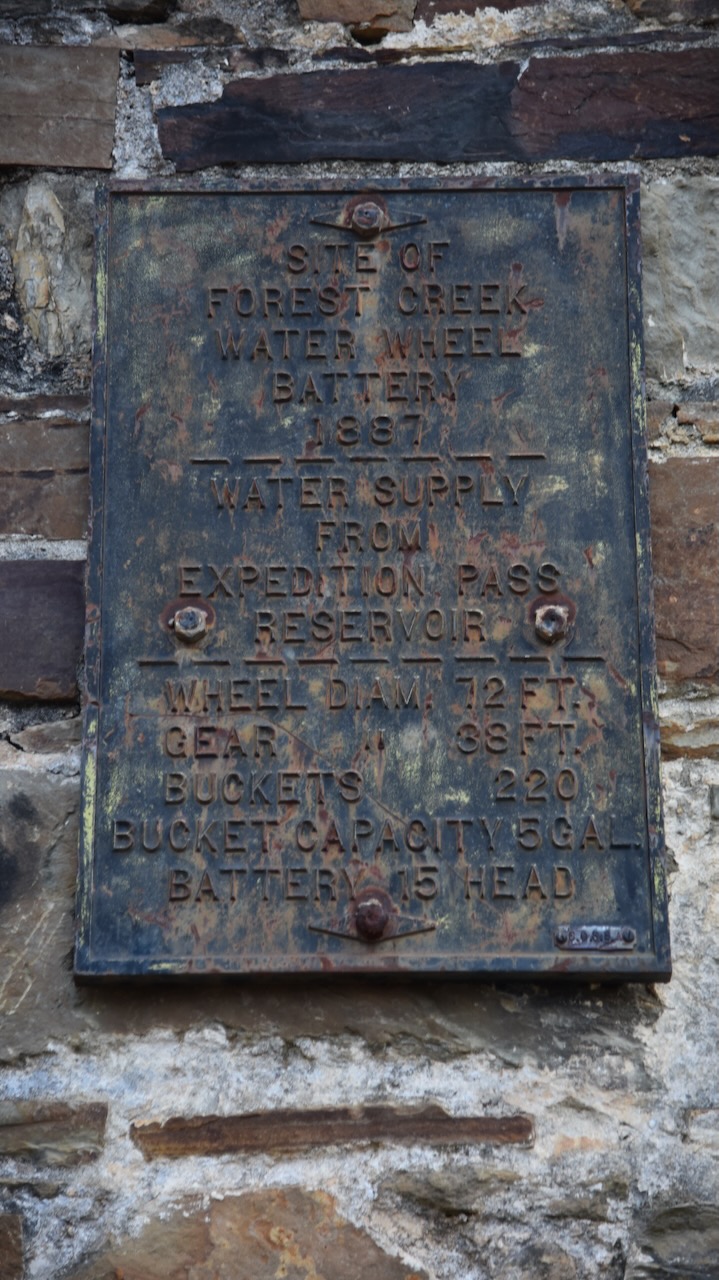 SITE OF
FOREST CREEK
WATER WHEEL
BATTERY
1887
WATER SUPPLY
FROM
EXPEDITION PASS
RESERVOIR
WHEEL DIAM. 72 FT.
GEAR " 38 FT.
BUCKETS 220
BUCKET CAPACITY 5 GAL.
BATTERY 15 HEAD